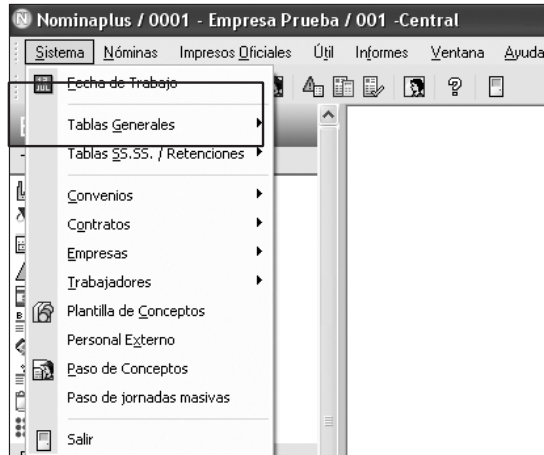 Nominaplus / 0001 - Empresa Prueba / 001 -Central
Sistema Nóminas Impresos Oficiales Útil Informes Ventana Ayuda
Fecha de Trabajo
Tablas Generales
Tablas SS.SS. / Retenciones
Convenios
Contratos
Empresas
Trabajadores
Plantilla de Conceptos
Personal Externo
Paso de Conceptos
Paso de jornadas masivas
Salir